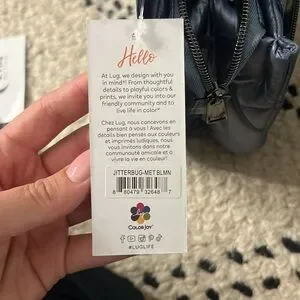 Hello
At Lug, we design with you
in mind®! From thoughtful
details to playful colors &
prints, we invite you into our
friendly community and to
live life in color®.
Chez Lug, nous concevons en
pensant à vous ! Avec les
détails bien pensés aux couleurs
et imprimés ludiques, nous
vous invitons dans notre
communauté amicale et à
vivre la vie en couleur!
JITTERBUG-MET BLMN
8 80479 32648 7
COLORJOY
#LUGLIFE